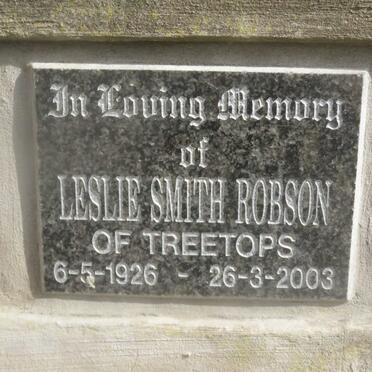 In Loving Memory
of
LESLIE SMITH ROBSON
OF TREETOPS
6-5-1926 - 26-3-2003